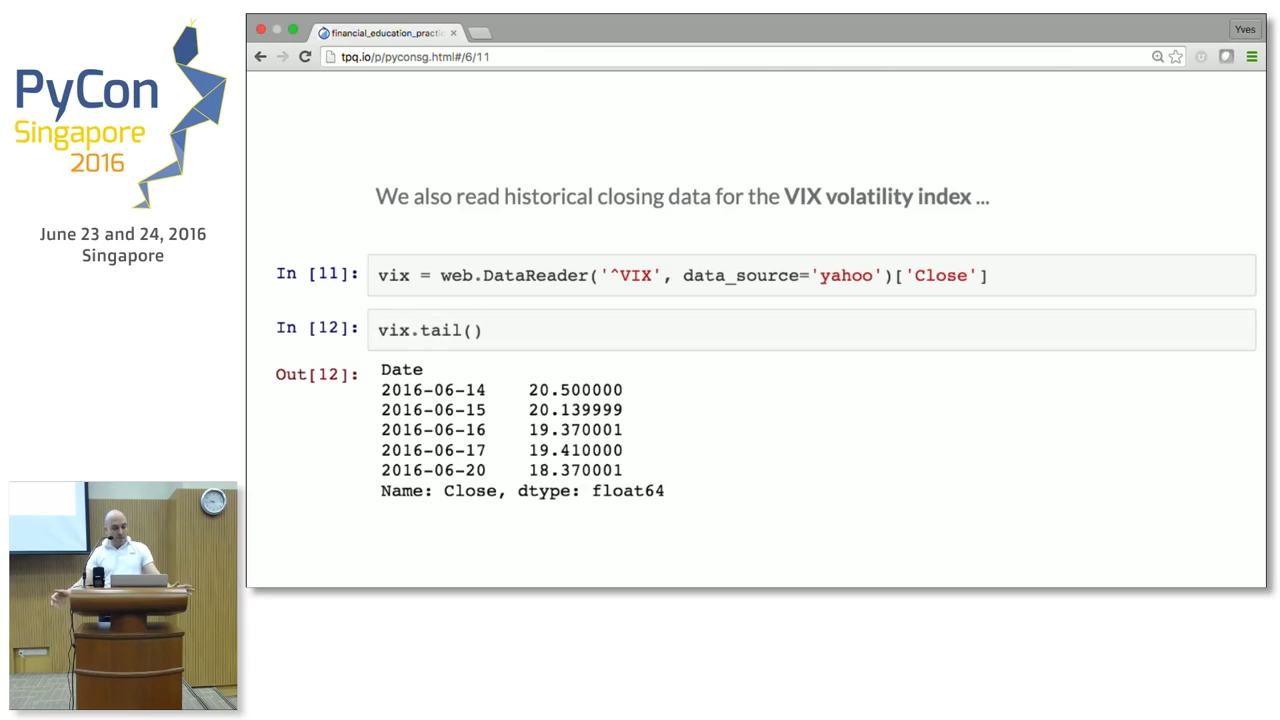 PyCon
Singapore
2016
June 23 and 24, 2016
Singapore
financial_education_practic
Yves
tpq.io/p/pyconsg.html#/6/11
We also read historical closing data for the VIX volatility index ...
In [11]: vix = web.DataReader('^VIX', data_source='yahoo')['Close']
In [12]: vix.tail()
Out[12]: Date
2016-06-14 20.500000
2016-06-15 20.139999
2016-06-16 19.370001
2016-06-17 19.410000
2016-06-20 18.370001
Name: Close, dtype: float64